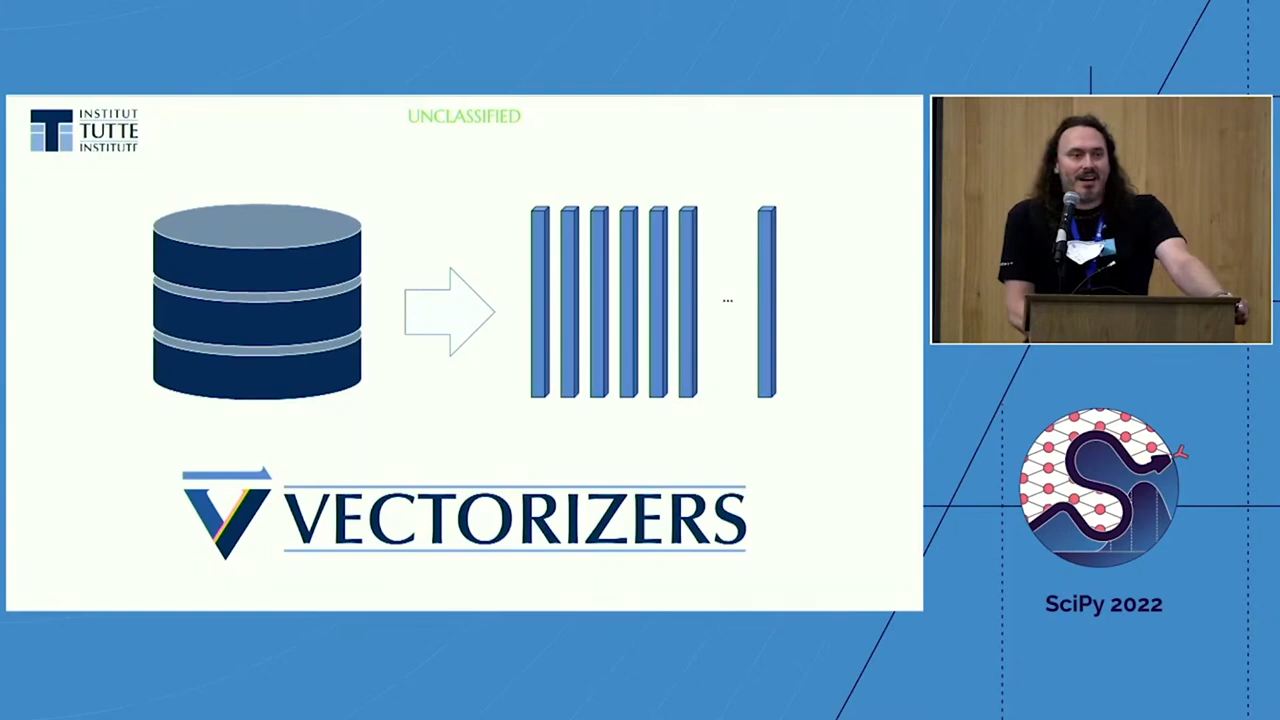 INSTITUT
TUTTE
INSTITUTE
UNCLASSIFIED
...
VECTORIZERS
SciPy 2022